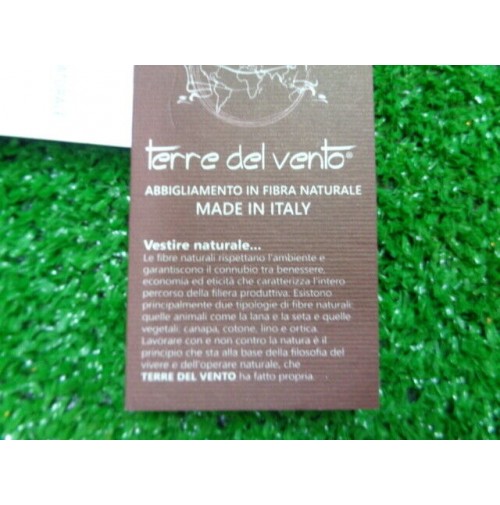 terre del vento®
ABBIGLIAMENTO IN FIBRA NATURALE
MADE IN ITALY
Vestire naturale...
Le fibre naturali rispettano l'ambiente e
garantiscono il connubio tra benessere,
economia ed eticità che caratterizza l'intero
percorso della filiera produttiva. Esistono
principalmente due tipologie di fibre naturali:
quelle animali come la lana e la seta e quelle
vegetali: canapa, cotone, lino e ortica.
Lavorare con e non contro la natura è il
principio che sta alla base della filosofia del
vivere e dell'operare naturale, che
TERRE DEL VENTO ha fatto propria.